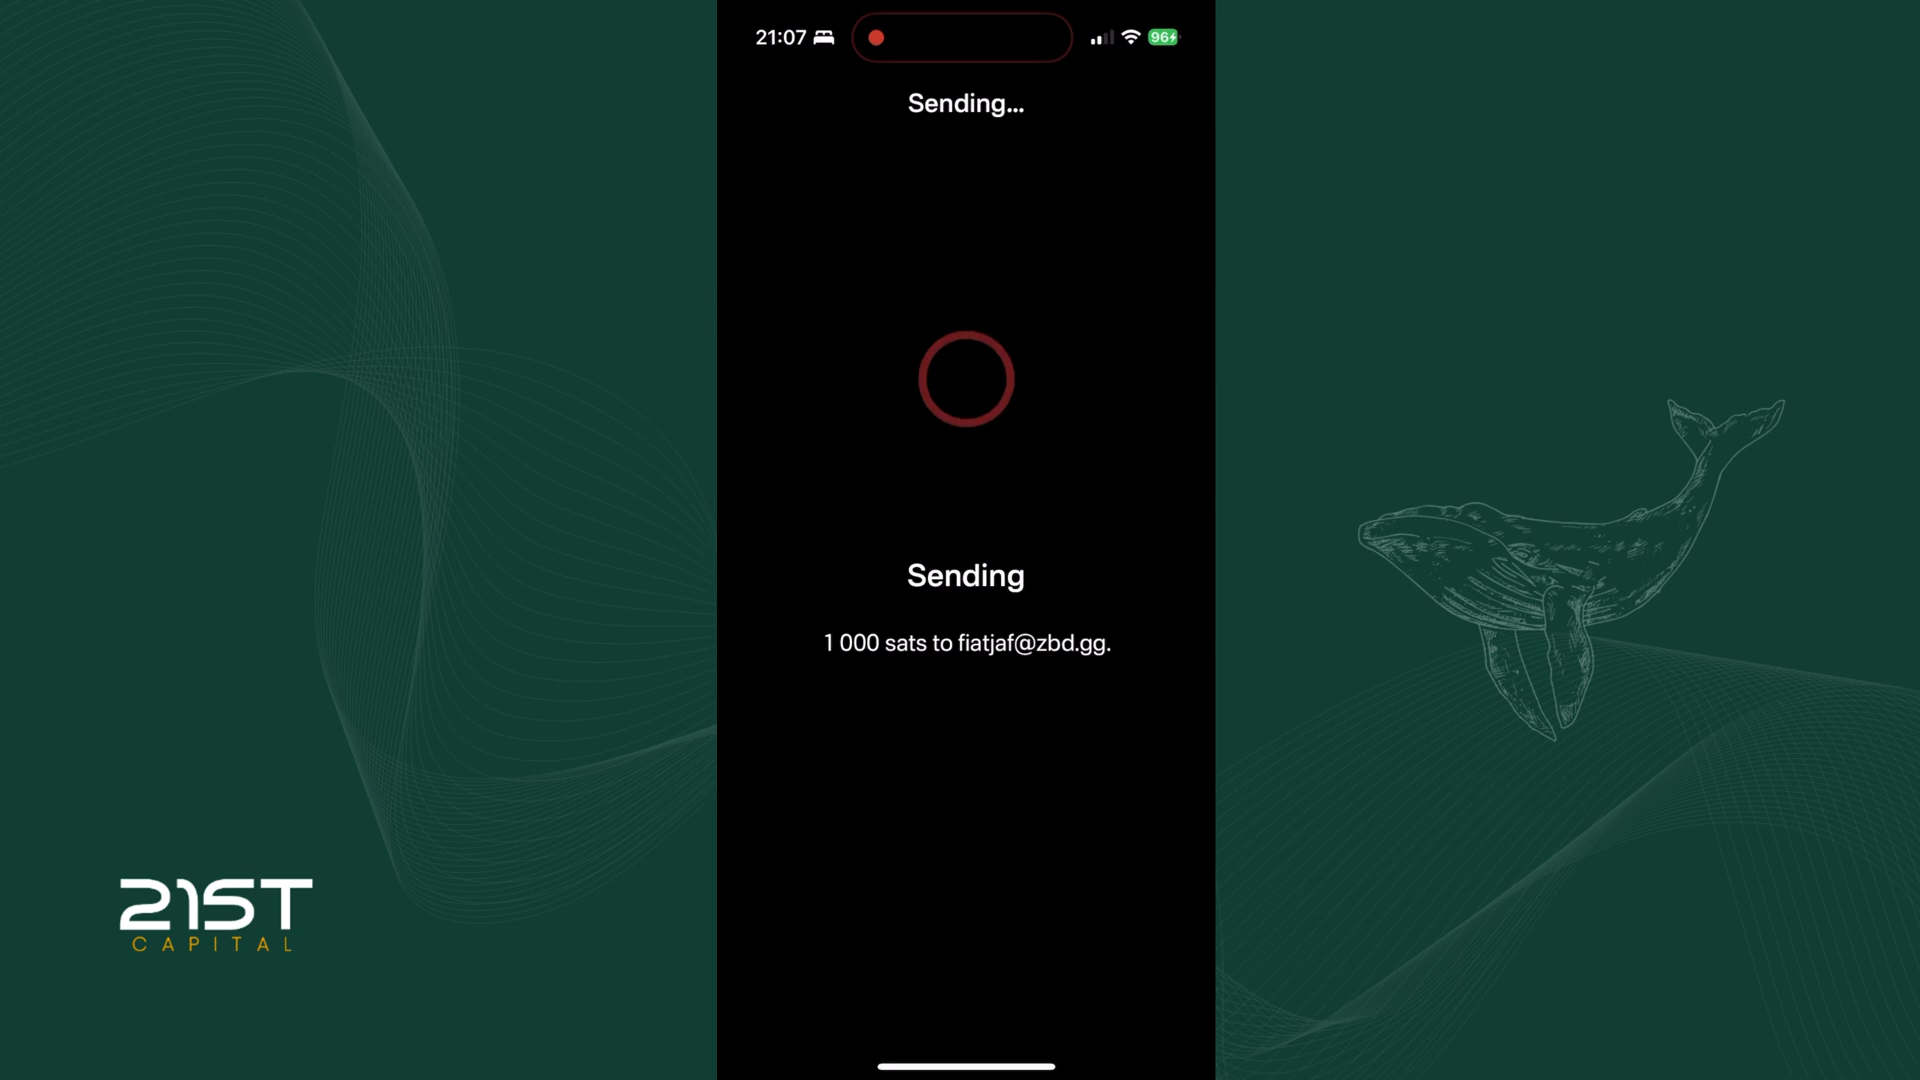 21:07
96
Sending...
Sending
1 000 sats to fiatjaf@zbd.gg.
21ST
CAPITAL